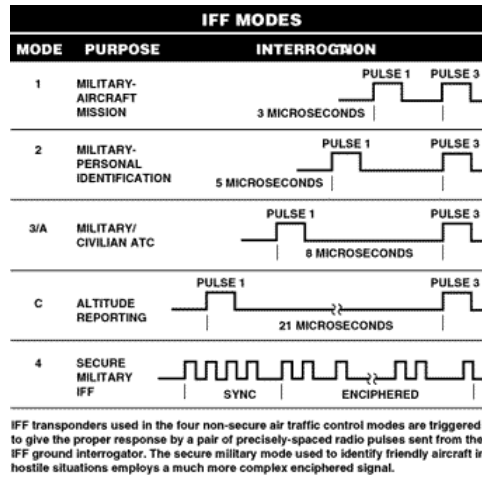 IFF MODES
MODE PURPOSE INTERROGTION
1 MILITARY-AIRCRAFT MISSION PULSE 1 PULSE 3
3 MICROSECONDS
2 MILITARY-PERSONAL IDENTIFICATION PULSE 1 PULSE 3
5 MICROSECONDS
3/A MILITARY/CIVILIAN ATC PULSE 1 PULSE 3
8 MICROSECONDS
C ALTITUDE REPORTING PULSE 1 PULSE 3
21 MICROSECONDS
4 SECURE MILITARY IFF
SYNC ENCIPHERED
IFF transponders used in the four non-secure air traffic control modes are triggered
to give the proper response by a pair of precisely-spaced radio pulses sent from the
IFF ground interrogator. The secure military mode used to identify friendly aircraft in
hostile situations employs a much more complex enciphered signal.